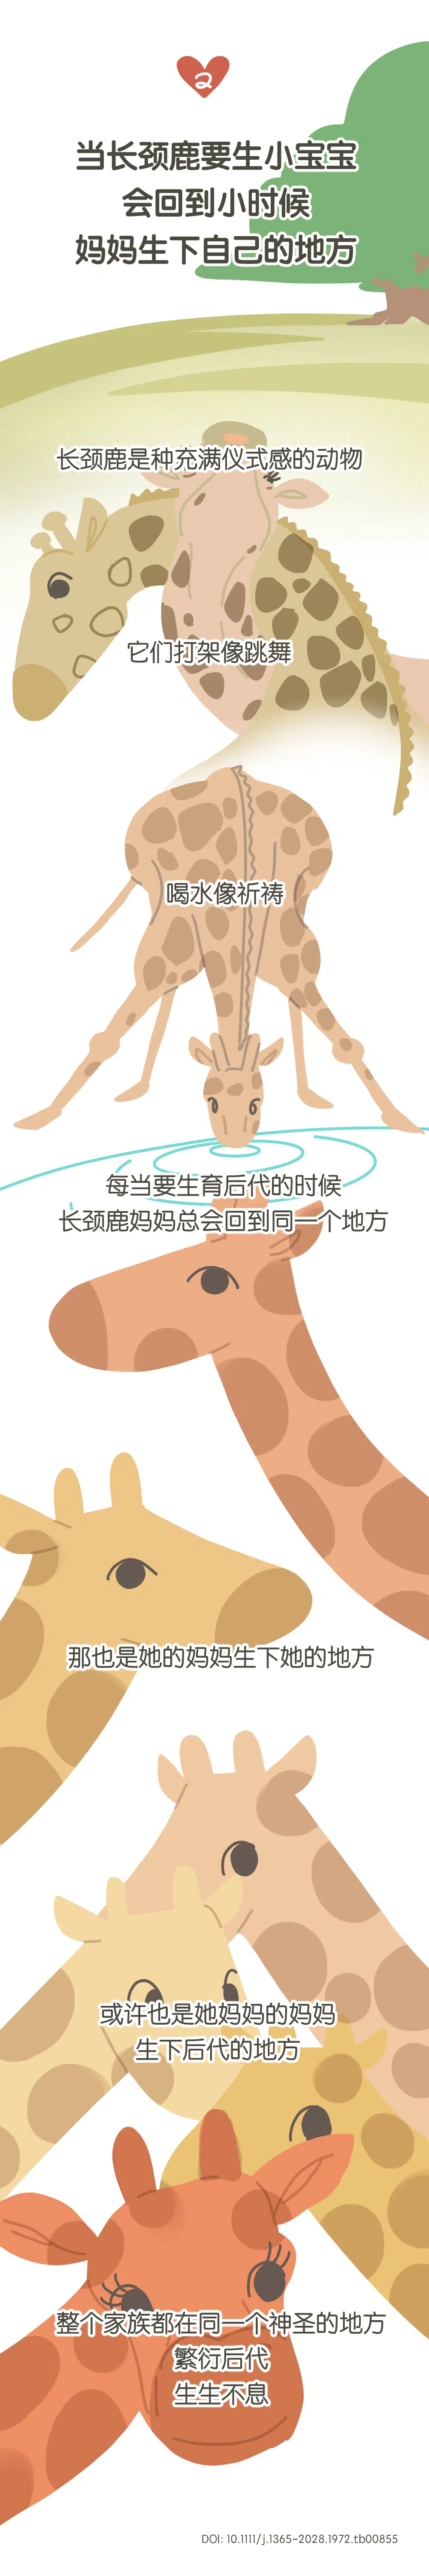 2
当长颈鹿要生小宝宝
会回到小时候
妈妈生下自己的地方
长颈鹿是种充满仪式感的动物
它们打架像跳舞
喝水像祈祷
每当要生育后代的时候
长颈鹿妈妈总会回到同一个地方
那也是她的妈妈生下她的地方
或许也是她妈妈的妈妈
生下后代的地方
整个家族都在同一个神圣的地方
繁衍后代
生生不息
DOI: 10.1111/j.1365-2028.1972.tb00855